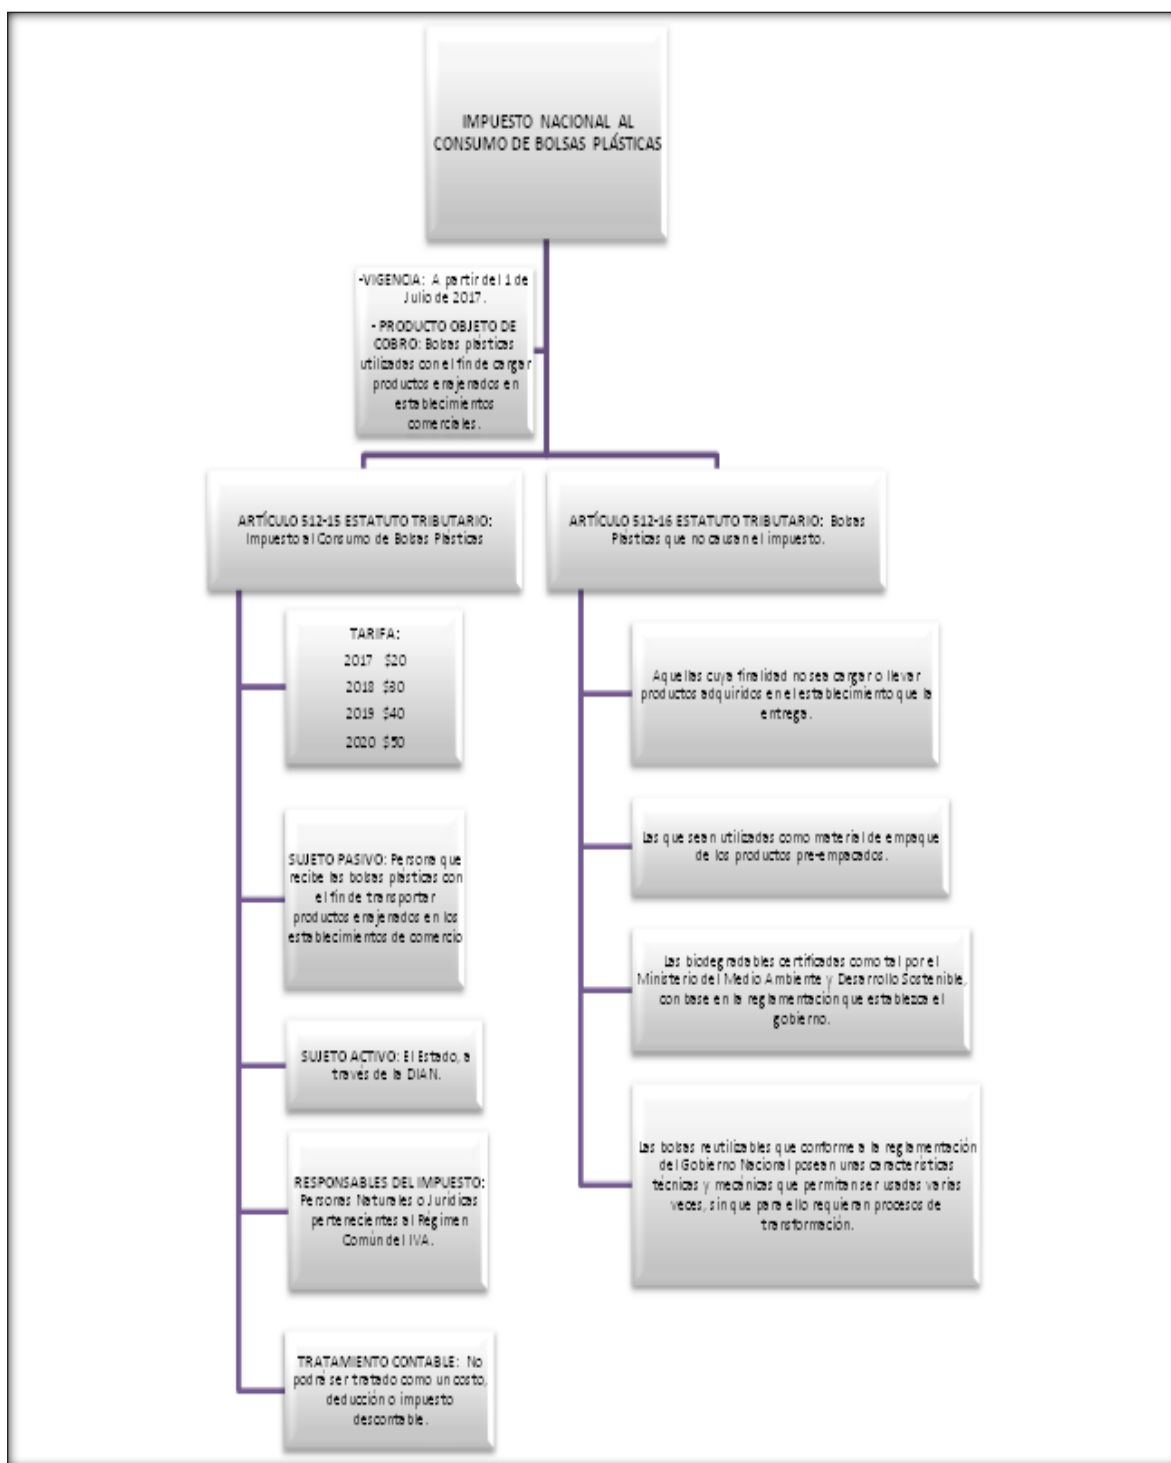 IMPUESTO NACIONAL AL
CONSUMO DE BOLSAS PLÁSTICAS
-VIGENCIA: A partir del 1 de
Julio de 2017.
- PRODUCTO OBJETO DE
COBRO: Bolsas plásticas
utilizadas con el fin de cargar
productos enajenados en
establecimientos
comerciales.
ARTÍCULO 512-15 ESTATUTO TRIBUTARIO:
Impuesto al Consumo de Bolsas Plásticas
TARIFA:
2017 $20
2018 $30
2019 $40
2020 $50
SUJETO PASIVO: Persona que
recibe las bolsas plásticas con
el fin de transportar
productos enajenados en los
establecimientos de comercio
SUJETO ACTIVO: El Estado, a
través de la DIAN.
RESPONSABLES DEL IMPUESTO:
Personas Naturales o Jurídicas
pertenecientes al Régimen
Común del IVA.
TRATAMIENTO CONTABLE: No
podrá ser tratado como un costo,
deducción o impuesto
descontable.
ARTÍCULO 512-16 ESTATUTO TRIBUTARIO: Bolsas
Plásticas que no causan el impuesto.
Aquellas cuya finalidad no sea cargar o llevar
productos adquiridos en el establecimiento que la
entrega.
Las que sean utilizadas como material de empaque
de los productos pre-empacados.
Las biodegradables certificadas como tal por el
Ministerio del Medio Ambiente y Desarrollo Sostenible,
con base en la reglamentación que establezca el
gobierno.
Las bolsas reutilizables que conforme a la reglamentación
del Gobierno Nacional posean unas características
técnicas y mecánicas que permitan ser usadas varias
veces, sin que para ello requieran procesos de
transformación.